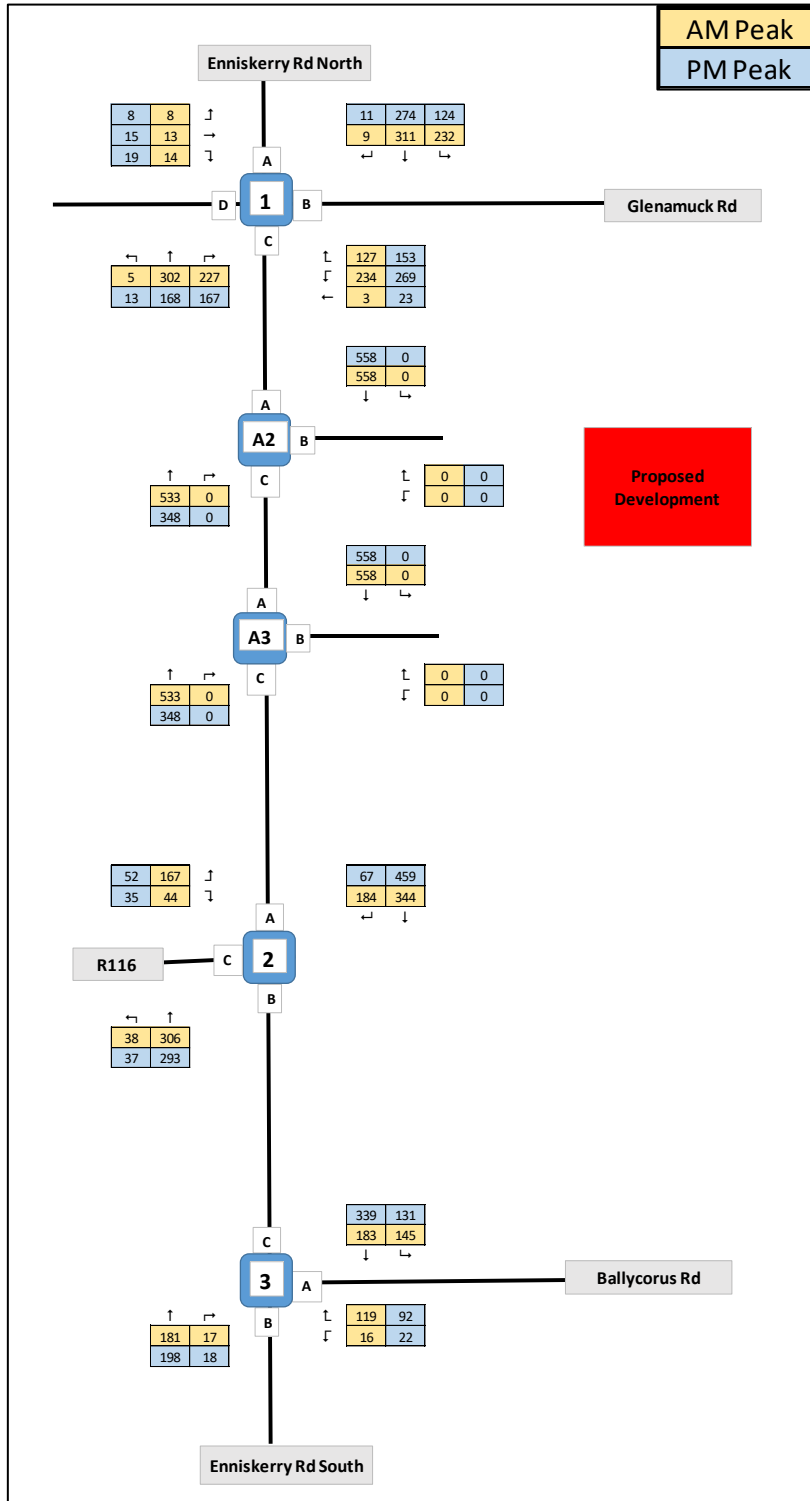 AM Peak
PM Peak
Enniskerry Rd North
8 8 ↱
15 13 →
19 14 ↴
11 274 124
9 311 232
↵ ↓ ↳
A
D 1 B
Glenamuck Rd
C
↰ ↑ ↱
5 302 227
13 168 167
↥ 127 153
↧ 234 269
← 3 23
558 0
558 0
↓ ↳
A
A2 B
C
↑ ↱
533 0
348 0
0 0
0 0
Proposed
Development
558 0
558 0
↓ ↳
A
A3 B
C
↑ ↱
533 0
348 0
0 0
0 0
52 167
35 44
67 459
184 344
↵ ↓
A
R116
C 2
B
↰ ↑
38 306
37 293
339 131
183 145
↓ ↳
C
3 A
Ballycorus Rd
B
↑ ↱
181 17
198 18
119 92
16 22
Enniskerry Rd South